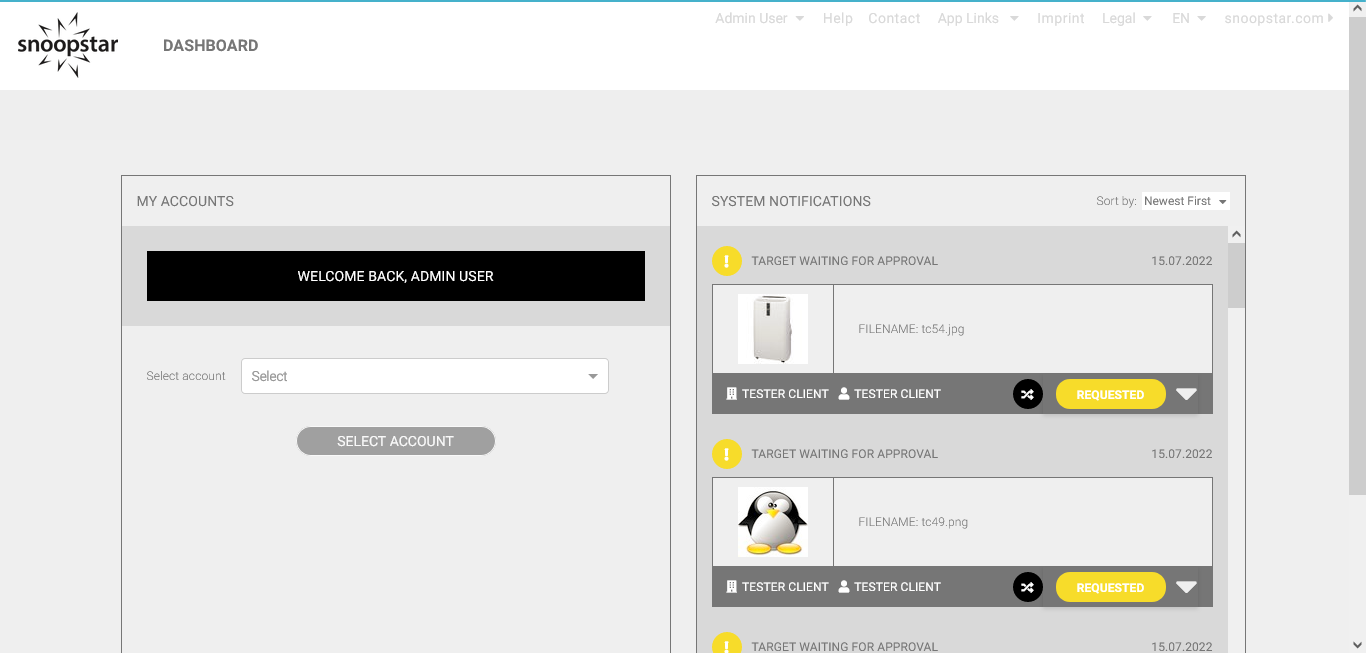 Admin User Help Contact App Links Imprint Legal EN snoopstar.com
snoopstar DASHBOARD
MY ACCOUNTS
WELCOME BACK, ADMIN USER
Select account Select
SELECT ACCOUNT
SYSTEM NOTIFICATIONS Sort by: Newest First
! TARGET WAITING FOR APPROVAL 15.07.2022
FILENAME: tc54.jpg
TESTER CLIENT TESTER CLIENT REQUESTED
! TARGET WAITING FOR APPROVAL 15.07.2022
FILENAME: tc49.png
TESTER CLIENT TESTER CLIENT REQUESTED
! TARGET WAITING FOR APPROVAL 15.07.2022